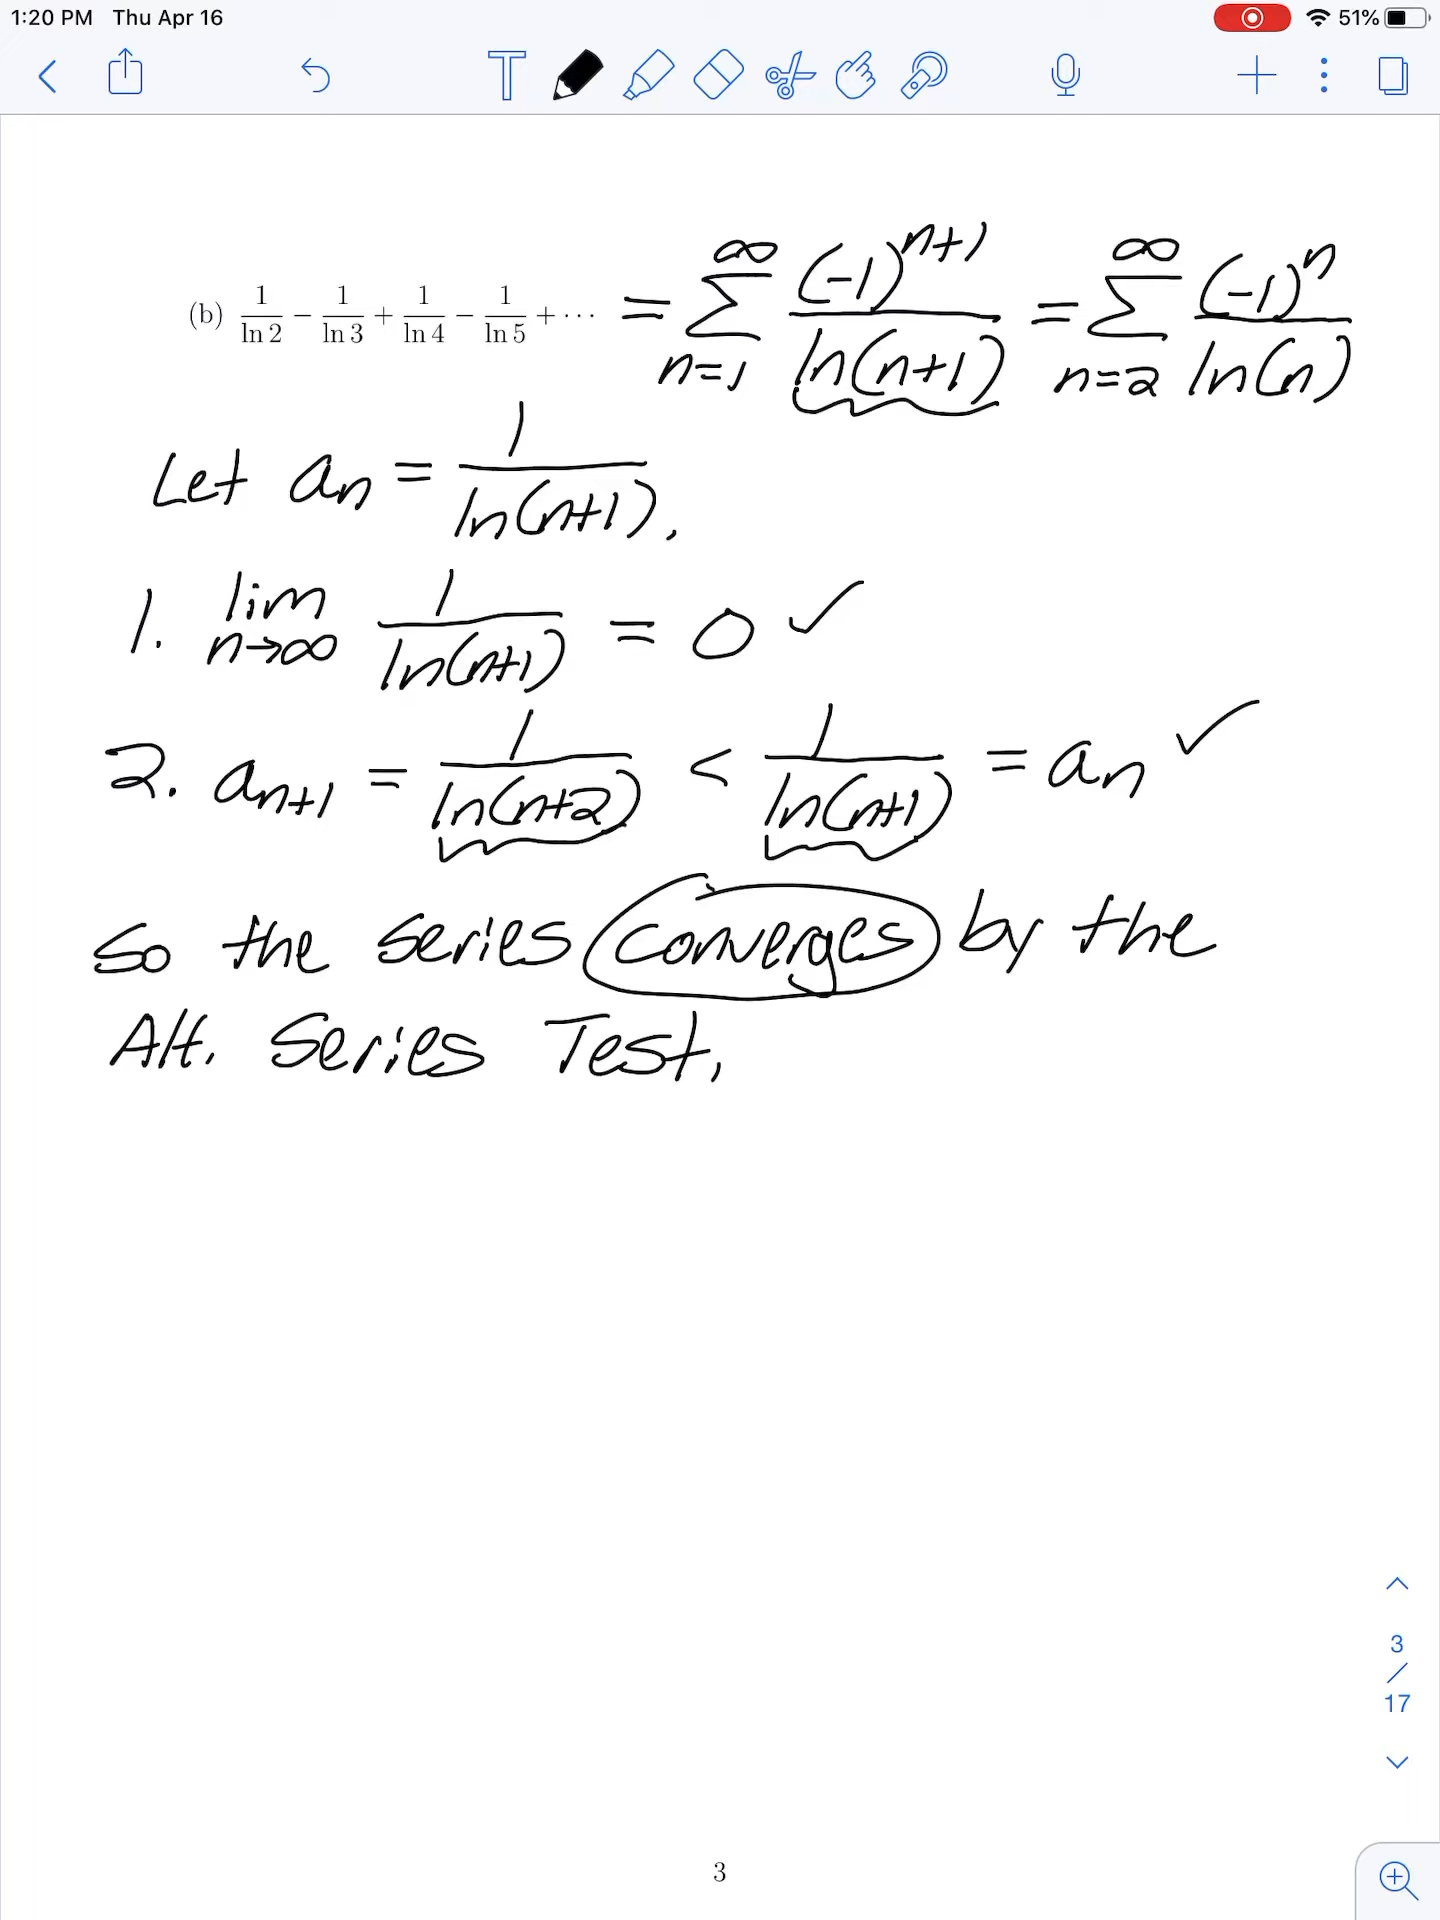 1:20 PM Thu Apr 16 51%
(b) 1/ln 2 − 1/ln 3 + 1/ln 4 − 1/ln 5 + ··· = ∑_{n=1}^{∞} (-1)^{n+1}/ln(n+1) = ∑_{n=2}^{∞} (-1)^n/ln(n)
Let a_n = 1/ln(n+1).
1. lim_{n→∞} 1/ln(n+1) = 0 ✓
2. a_{n+1} = 1/ln(n+2) < 1/ln(n+1) = a_n ✓
So the series converges by the
Alt. Series Test.
3
/
17
3